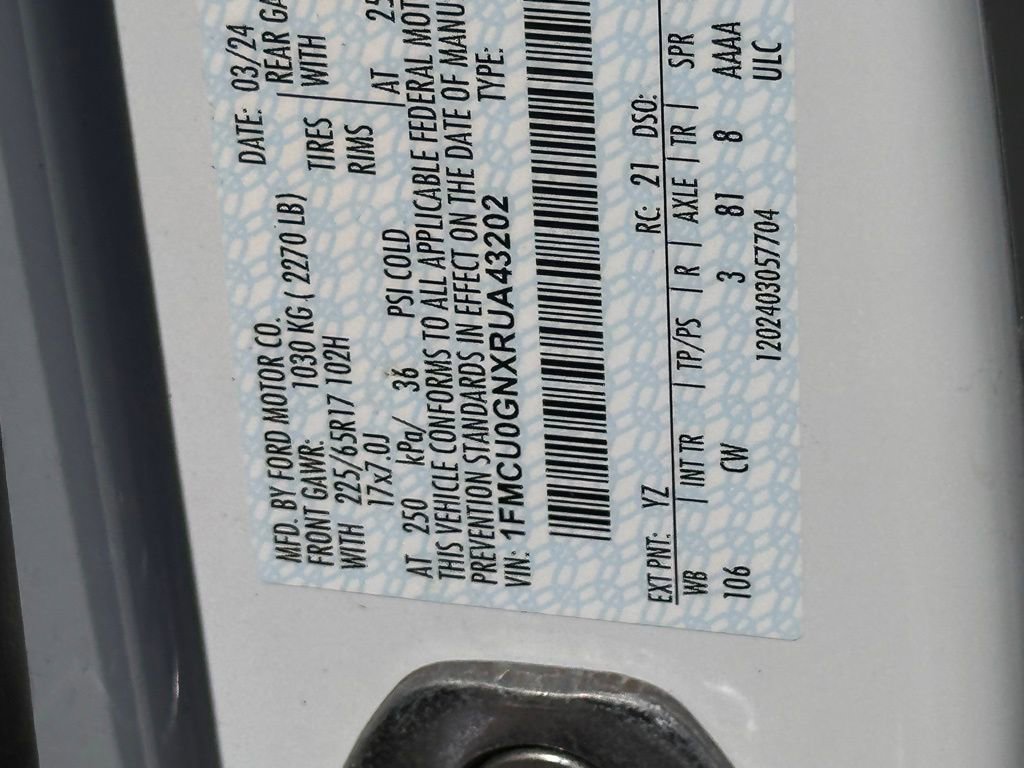 MFD. BY FORD MOTOR CO.
DATE: 03/24
FRONT GAWR: 1030 KG ( 2270 LB)
REAR
WITH 225/65R17 102H TIRES WITH
17x7.0J RIMS
AT 250 kPa/ 36 PSI COLD AT
THIS VEHICLE CONFORMS TO ALL APPLICABLE FEDERAL
PREVENTION STANDARDS IN EFFECT ON THE DATE OF
VIN: 1FMCU0GNXRUA43202 TYPE:
EXT PNT: YZ RC: 21 DSO:
WB | INT TR | TP/PS | R | AXLE | TR | SPR
106 CW 3 81 8 AAAA
1202403057704 ULC